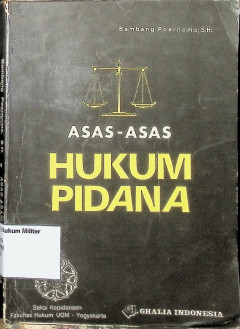 Bambang Poernomo, S.H.
ASAS-ASAS
HUKUM
PIDANA
Hukum Militer
Seksi Kepidanaan
Fakultas Hukum UGM - Yogyakarta
GHALIA INDONESIA